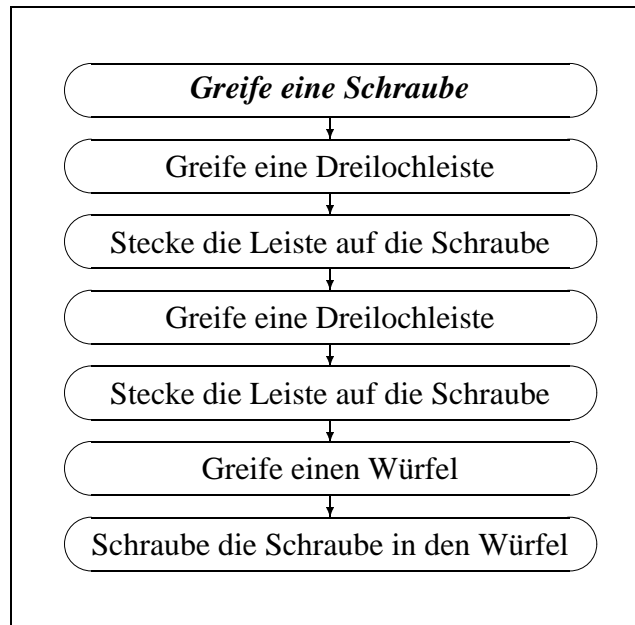 Greife eine Schraube
Greife eine Dreilochleiste
Stecke die Leiste auf die Schraube
Greife eine Dreilochleiste
Stecke die Leiste auf die Schraube
Greife einen Würfel
Schraube die Schraube in den Würfel